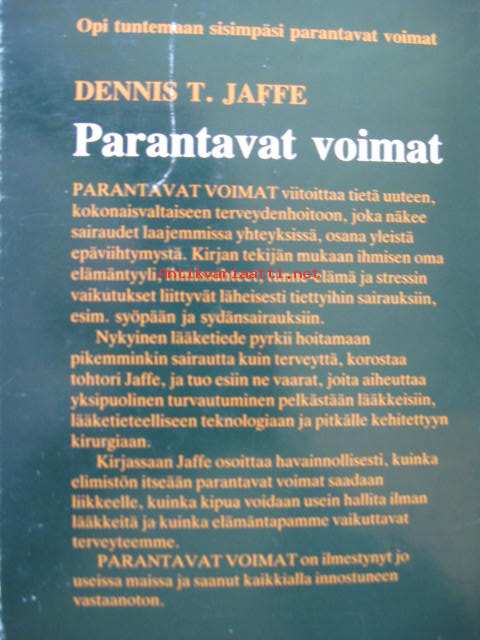 Opi tuntemaan sisimpäsi parantavat voimat
DENNIS T. JAFFE
Parantavat voimat
PARANTAVAT VOIMAT viitoittaa tietä uuteen,
kokonaisvaltaiseen terveydenhoitoon, joka näkee
sairaudet laajemmissa yhteyksissä, osana yleistä
epäviihtymystä. Kirjan tekijän mukaan ihmisen oma
elämäntyyli, tunne-elämä ja stressin
vaikutukset liittyvät läheisesti tiettyihin sairauksiin,
esim. syöpään ja sydänsairauksiin.
Nykyinen lääketiede pyrkii hoitamaan
pikemminkin sairautta kuin terveyttä, korostaa
tohtori Jaffe, ja tuo esiin ne vaarat, joita aiheuttaa
yksipuolinen turvautuminen pelkästään lääkkeisiin,
lääketieteelliseen teknologiaan ja pitkälle kehitettyyn
kirurgiaan.
Kirjassaan Jaffe osoittaa havainnollisesti, kuinka
elimistön itseään parantavat voimat saadaan
liikkeelle, kuinka kipua voidaan usein hallita ilman
lääkkeitä ja kuinka elämäntapamme vaikuttavat
terveyteemme.
PARANTAVAT VOIMAT on ilmestynyt jo
useissa maissa ja saanut kaikkialla innostuneen
vastaanoton.